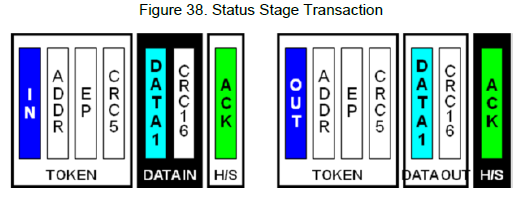 Figure 38. Status Stage Transaction
IN
ADDR
EP
CRC5
DATA1
CRC16
ACK
TOKEN
DATA IN
H/S
OUT
ADDR
EP
CRC5
DATA1
CRC16
ACK
TOKEN
DATA OUT
H/S